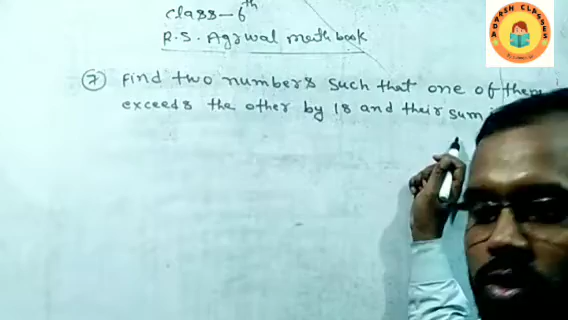 class-6th
R.S. Agrwal math book
⑦ Find two numbers such that one of them
exceeds the other by 18 and their sum